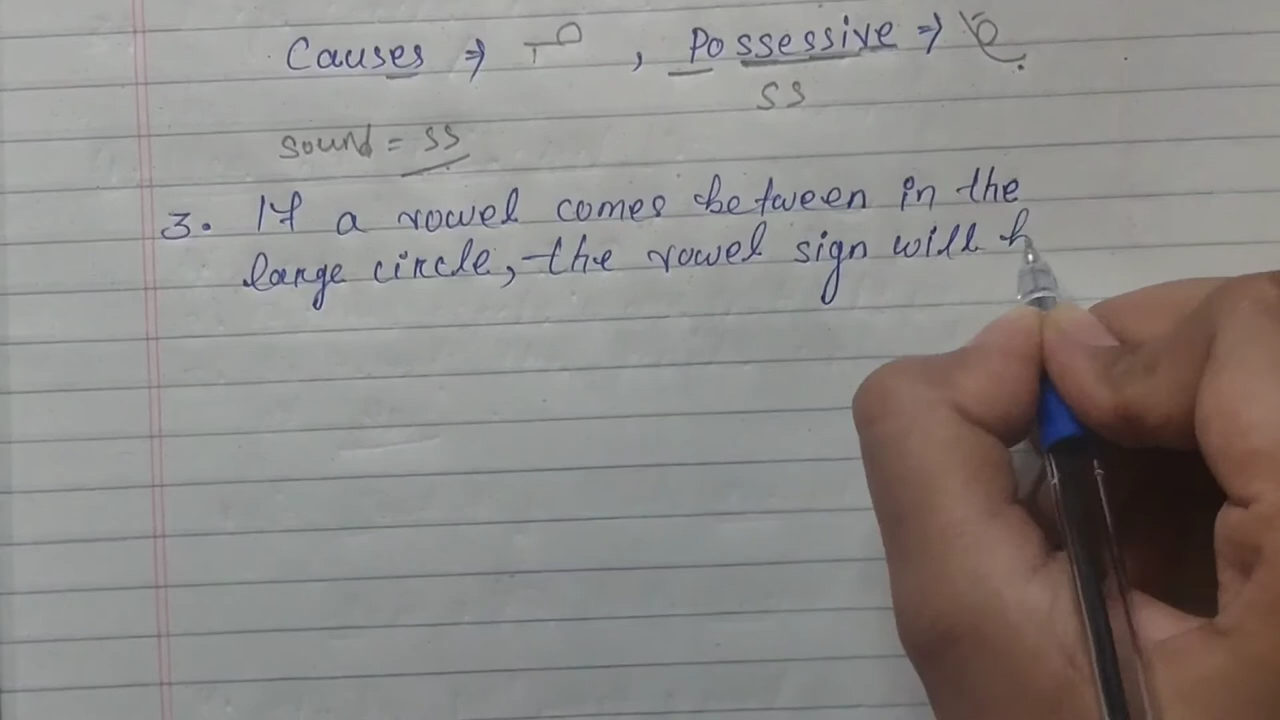 Causes ⇒ , Possessive ⇒
ss
sound = ss
3. If a vowel comes between in the
large circle, the vowel sign will b